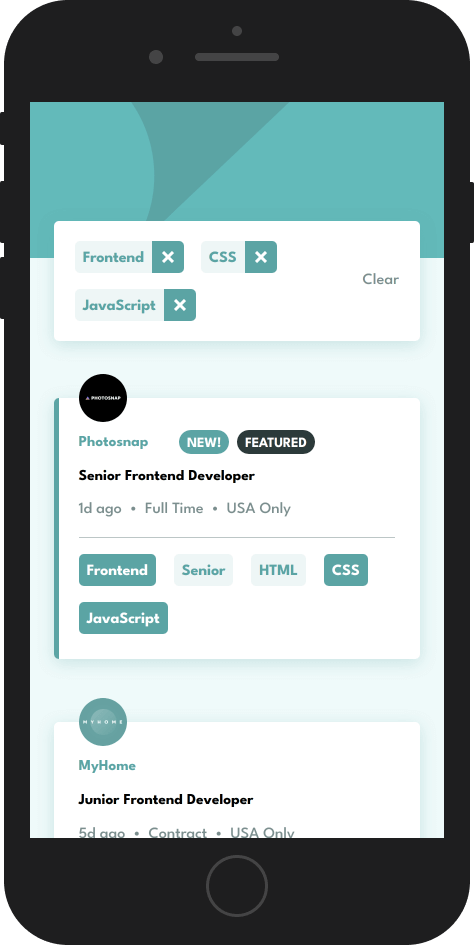 Frontend CSS
JavaScript
Clear
PHOTOSNAP
Photosnap NEW! FEATURED
Senior Frontend Developer
1d ago • Full Time • USA Only
Frontend Senior HTML CSS
JavaScript
MYHOME
MyHome
Junior Frontend Developer
5d ago • Contract • USA Only